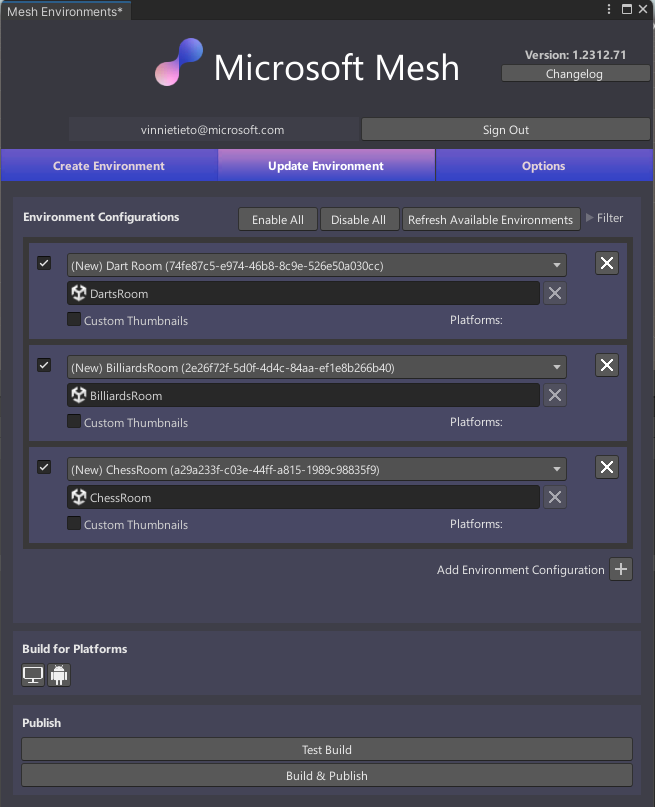 Mesh Environments*
Microsoft Mesh
Version: 1.2312.71
Changelog
vinnietieto@microsoft.com
Sign Out
Create Environment
Update Environment
Options
Environment Configurations
Enable All
Disable All
Refresh Available Environments
Filter
(New) Dart Room (74fe87c5-e974-46b8-8c9e-526e50a030cc)
DartsRoom
Custom Thumbnails
Platforms:
(New) BilliardsRoom (2e26f72f-5d0f-4d4c-84aa-ef1e8b266b40)
BilliardsRoom
Custom Thumbnails
Platforms:
(New) ChessRoom (a29a233f-c03e-44ff-a815-1989c98835f9)
ChessRoom
Custom Thumbnails
Platforms:
Add Environment Configuration
Build for Platforms
Publish
Test Build
Build & Publish